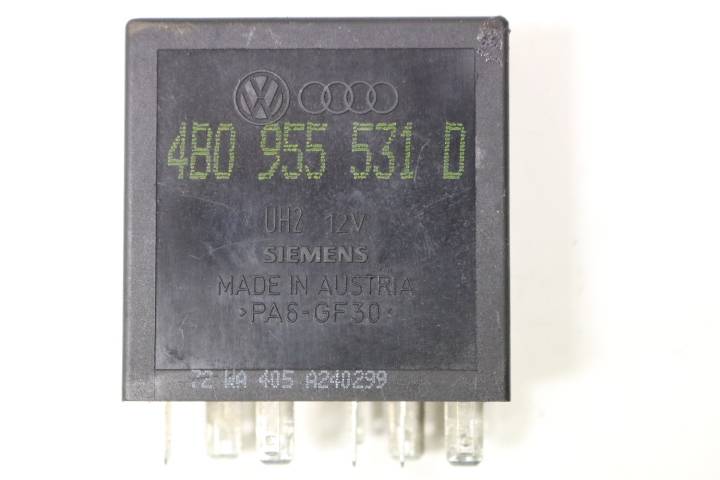 4B0 955 531 D
UH2 12V
SIEMENS
MADE IN AUSTRIA
>PA6-GF30<
72 WA 405 A240299